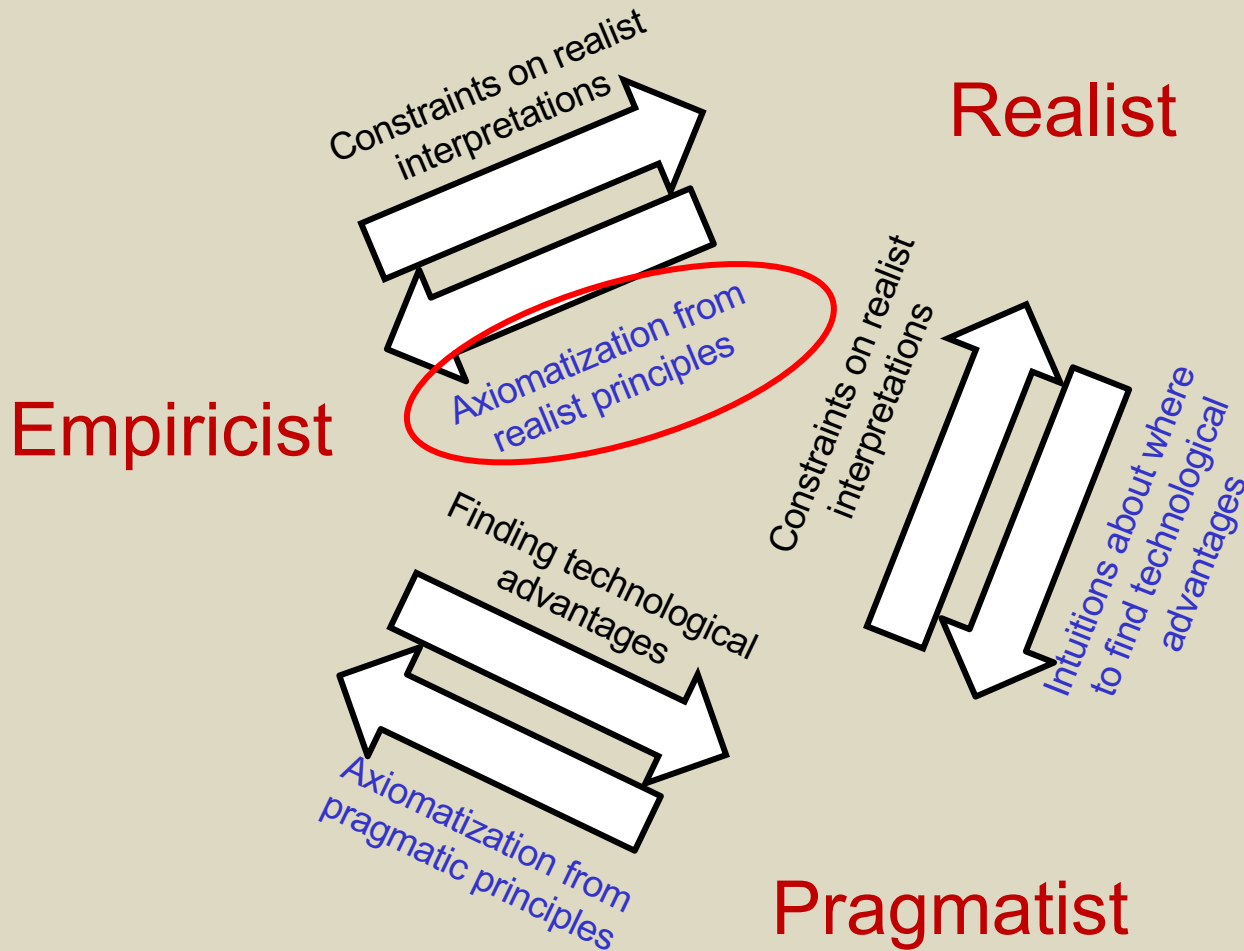 Constraints on realist
interpretations
Realist
Axiomatization from
realist principles
Constraints on realist
interpretations
Intuitions about where
to find technological
advantages
Empiricist
Finding technological
advantages
Axiomatization from
pragmatic principles
Pragmatist